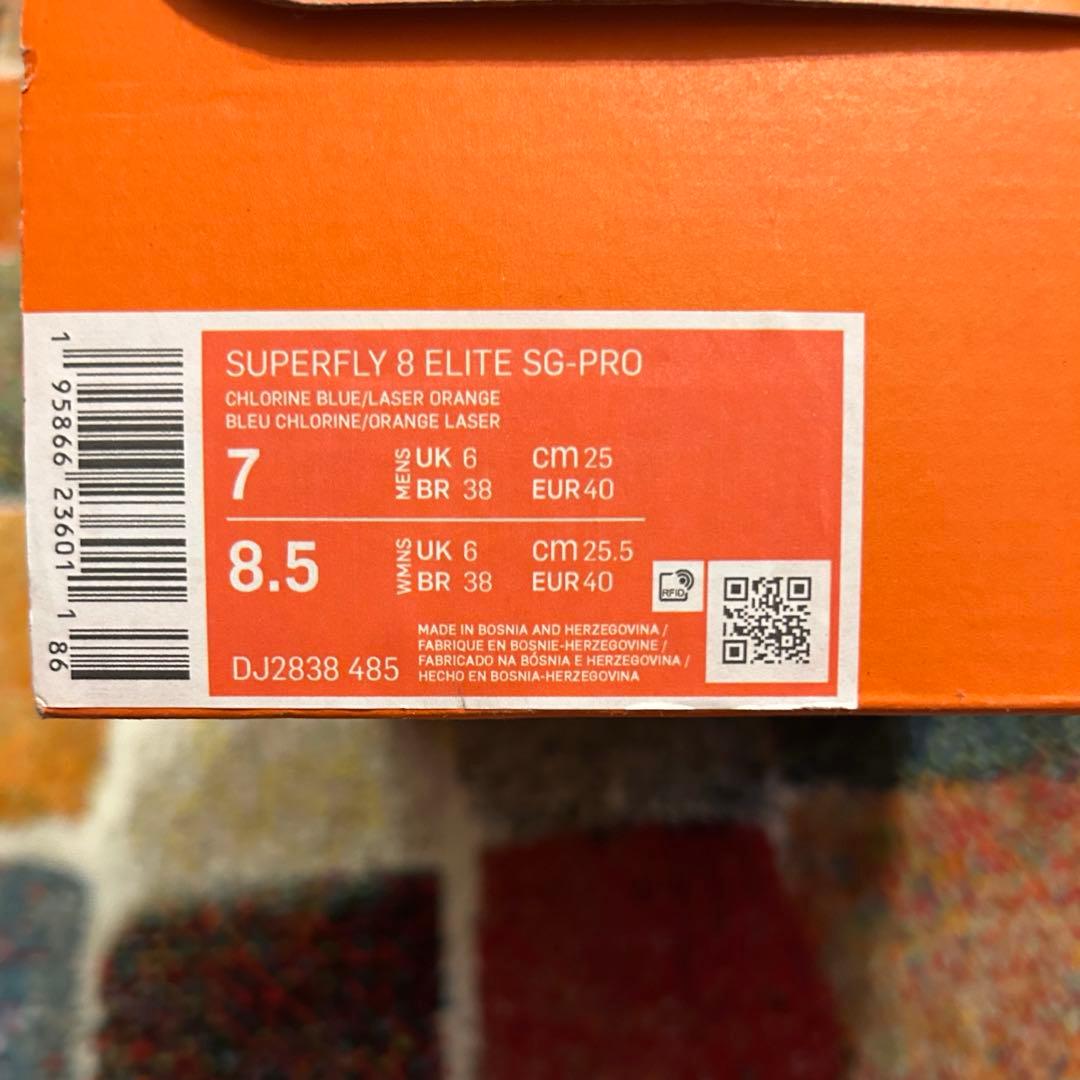 SUPERFLY 8 ELITE SG-PRO
CHLORINE BLUE/LASER ORANGE
BLEU CHLORINE/ORANGE LASER
7 MENS UK 6 cm 25
BR 38 EUR 40
8.5 WMNS UK 6 cm 25.5
BR 38 EUR 40
RFID
MADE IN BOSNIA AND HERZEGOVINA /
FABRIQUE EN BOSNIE-HERZEGOVINE /
FABRICADO NA BÓSNIA E HERZEGOVINA /
HECHO EN BOSNIA-HERZEGOVINA
DJ2838 485
1 95866 23601 1 86